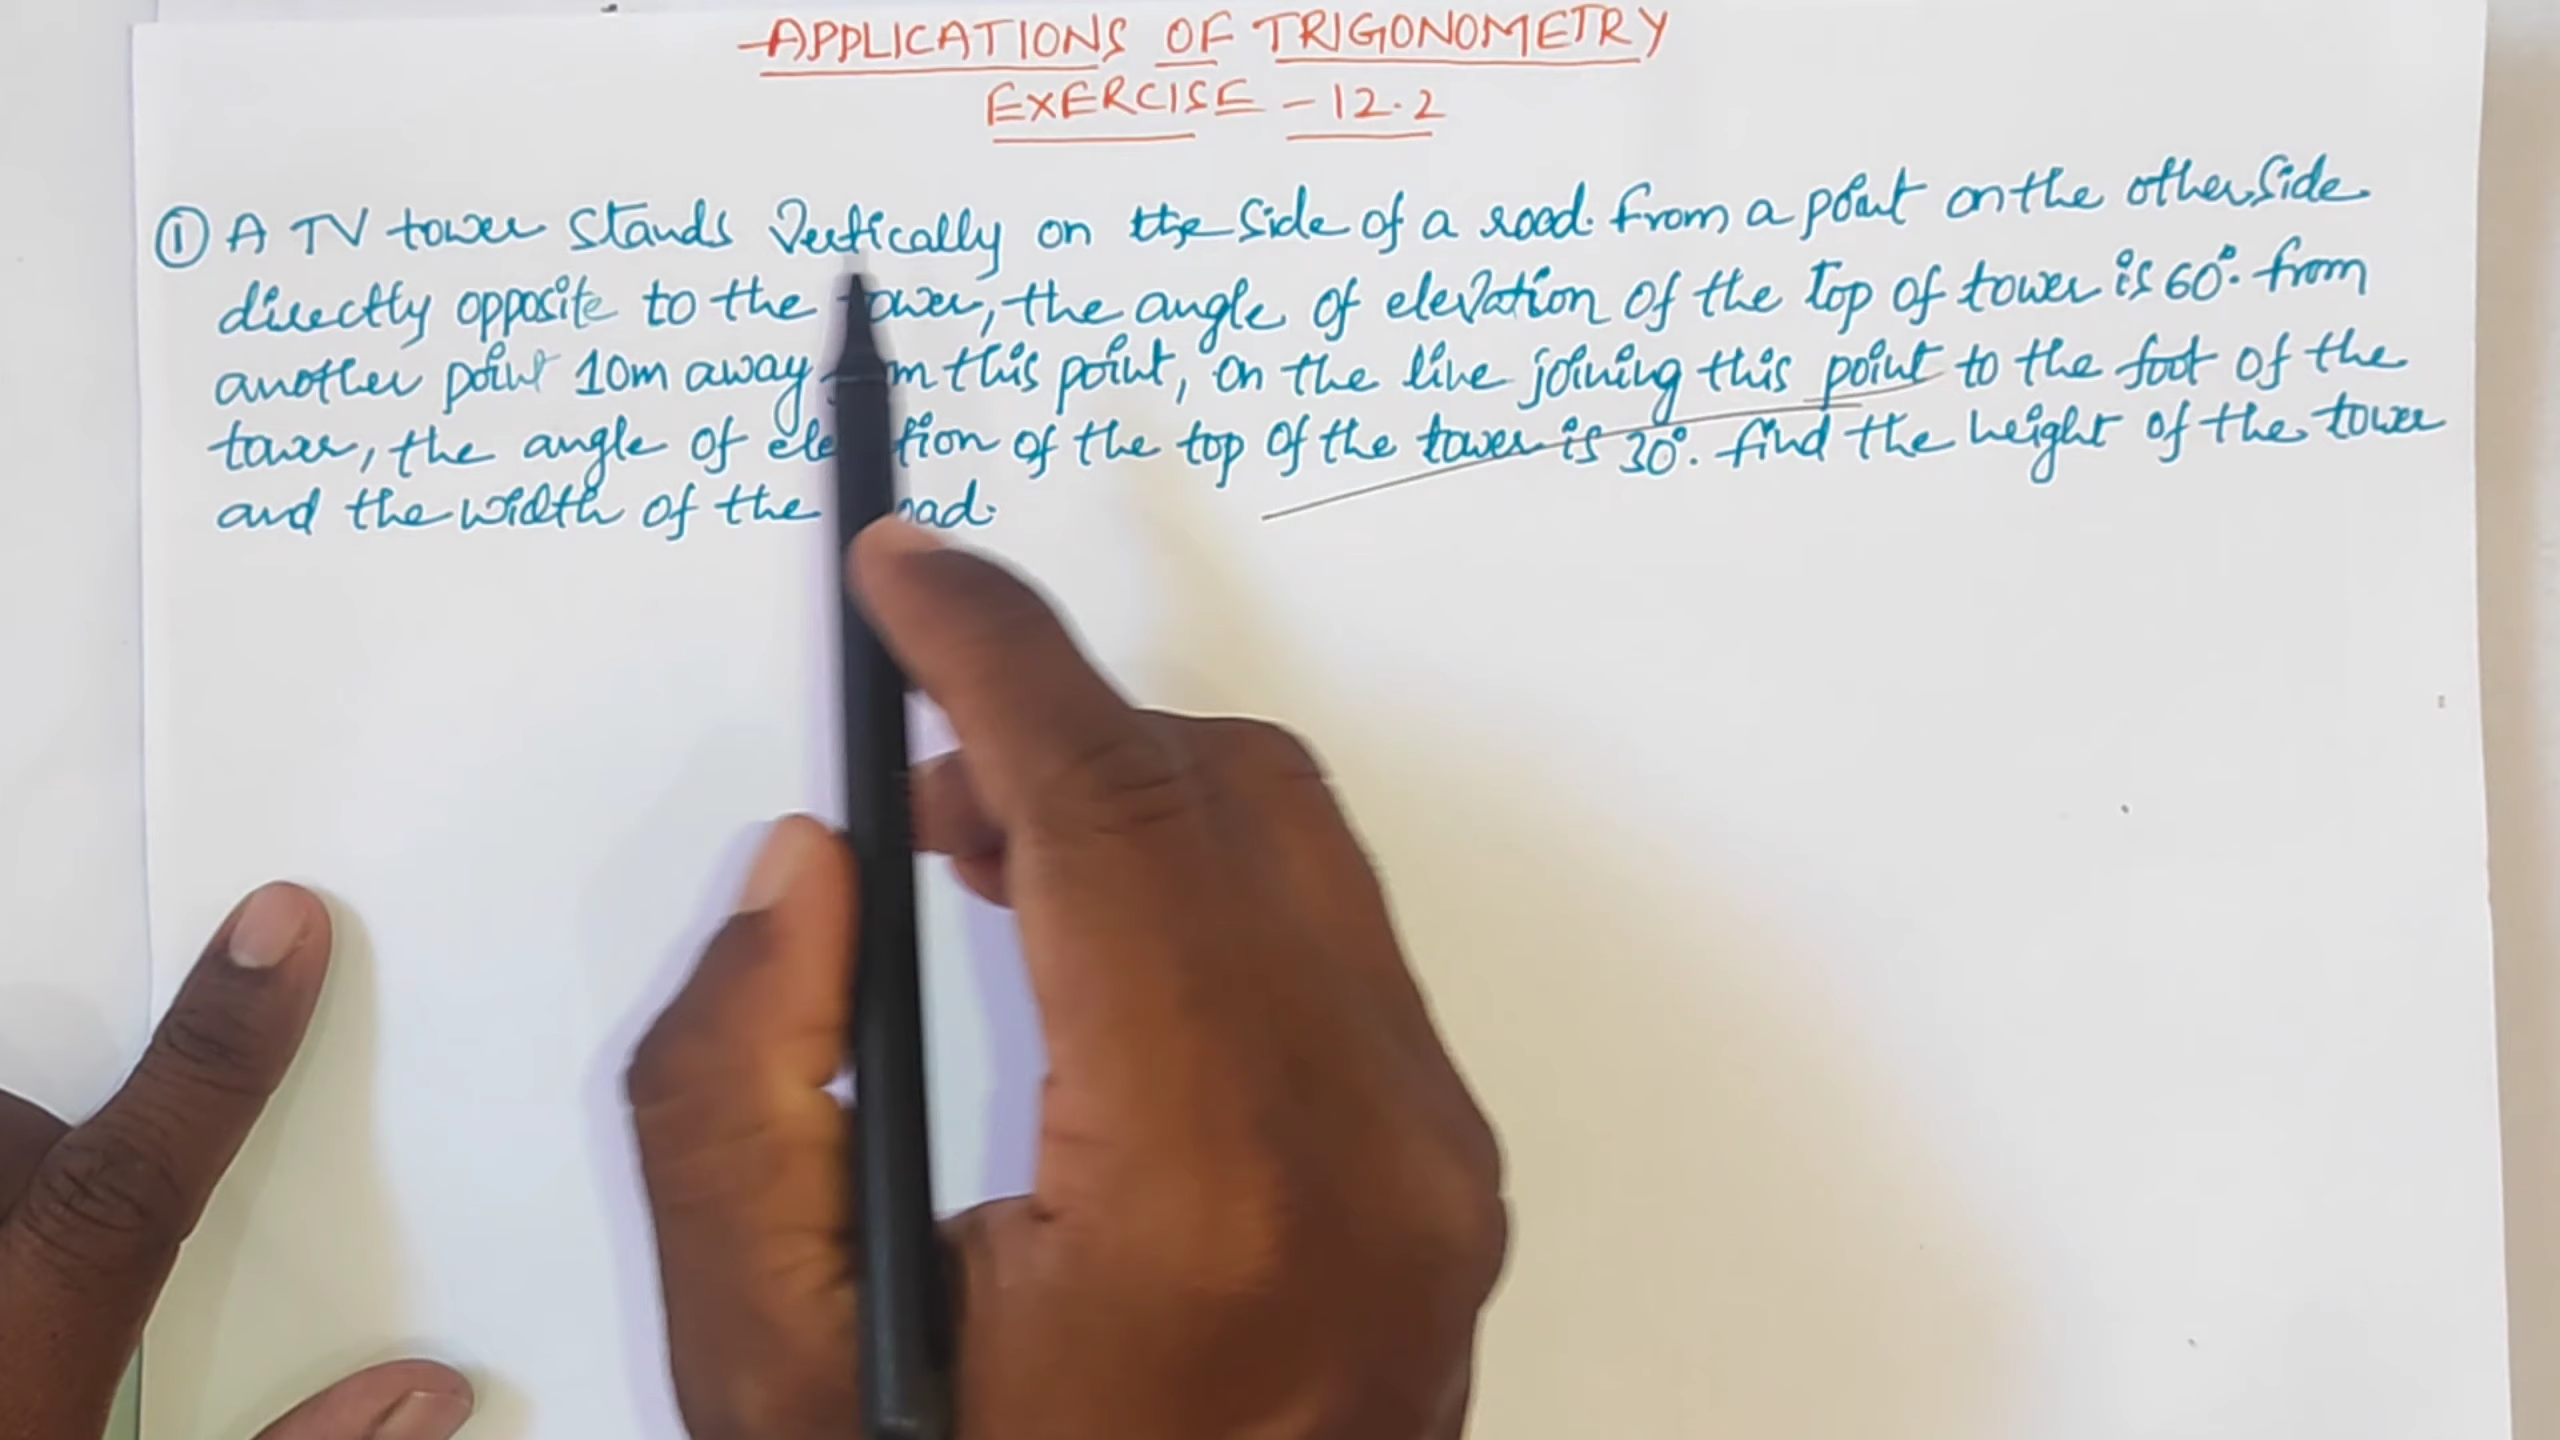 APPLICATIONS OF TRIGONOMETRY
EXERCISE - 12.2
① A TV tower stands Vertically on the side of a road. from a point on the other side
directly opposite to the tower, the angle of elevation of the top of tower is 60°. from
another point 10m away from this point, on the line joining this point to the foot of the
tower, the angle of elevation of the top of the tower is 30°. find the height of the tower
and the width of the road.